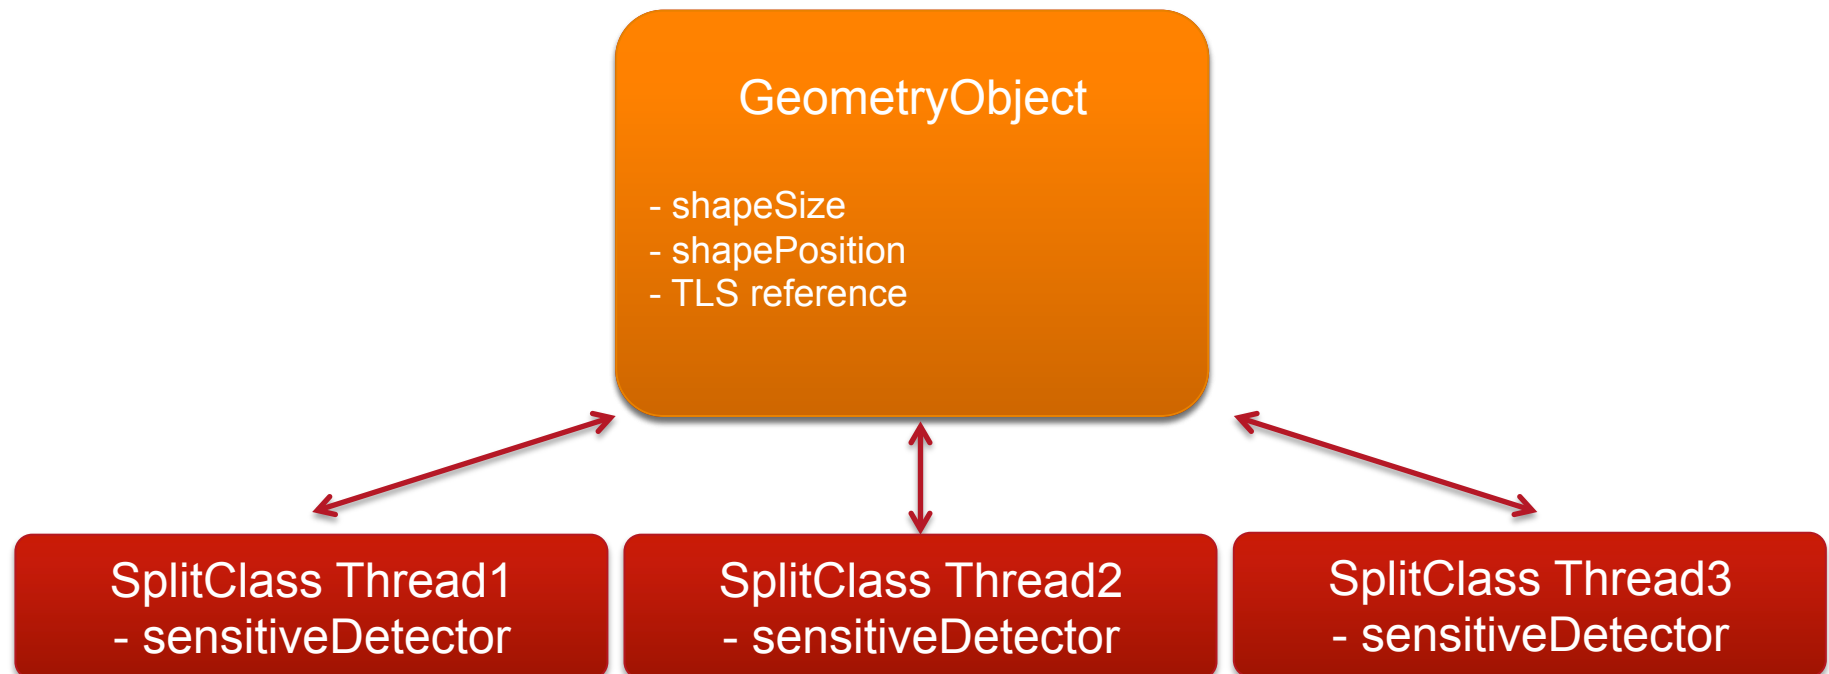 GeometryObject
- shapeSize
- shapePosition
- TLS reference
SplitClass Thread1
- sensitiveDetector
SplitClass Thread2
- sensitiveDetector
SplitClass Thread3
- sensitiveDetector